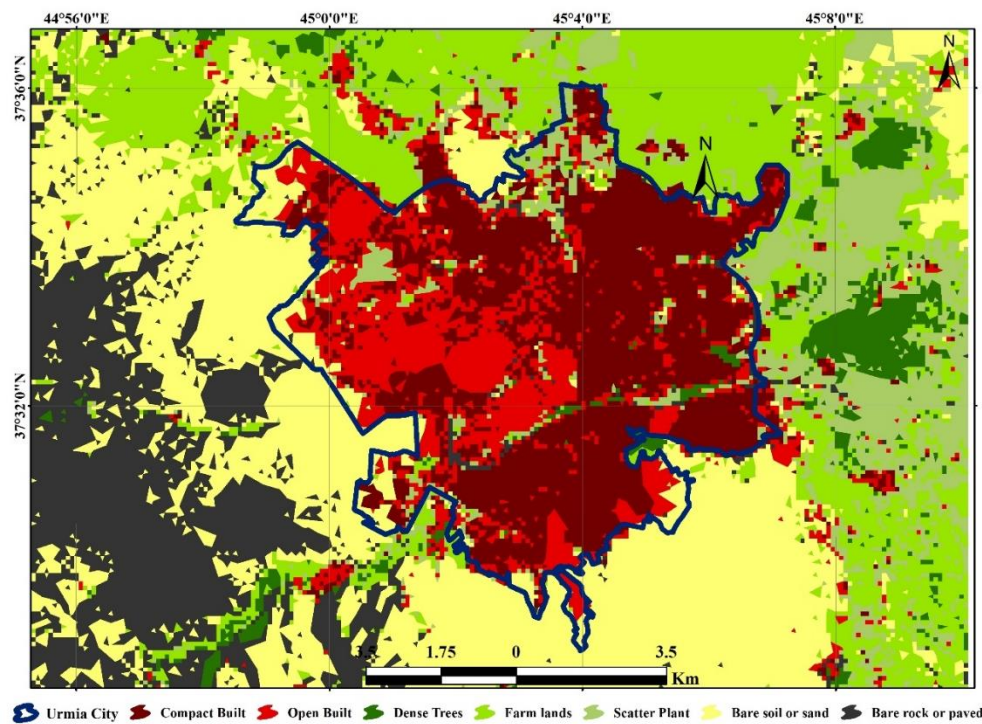 44°56'0"E 45°0'0"E 45°4'0"E 45°8'0"E
N
37°36'0"N
N
37°32'0"N
3.5 1.75 0 3.5
Km
Urmia City Compact Built Open Built Dense Trees Farm lands Scatter Plant Bare soil or sand Bare rock or paved